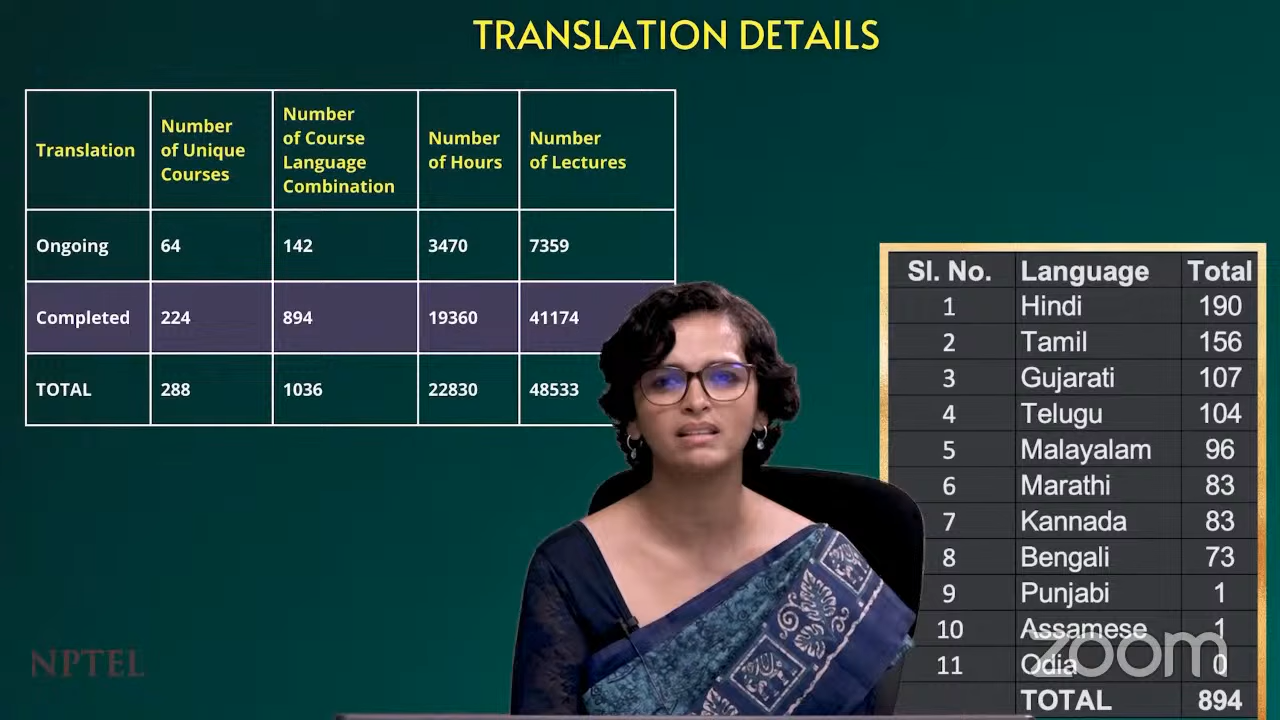 TRANSLATION DETAILS
Translation Number of Unique Courses Number of Course Language Combination Number of Hours Number of Lectures
Ongoing 64 142 3470 7359
Completed 224 894 19360 41174
TOTAL 288 1036 22830 48533
Sl. No. Language Total
1 Hindi 190
2 Tamil 156
3 Gujarati 107
4 Telugu 104
5 Malayalam 96
6 Marathi 83
7 Kannada 83
8 Bengali 73
9 Punjabi 1
10 Assamese 1
11 Odia 0
TOTAL 894
NPTEL
zoom